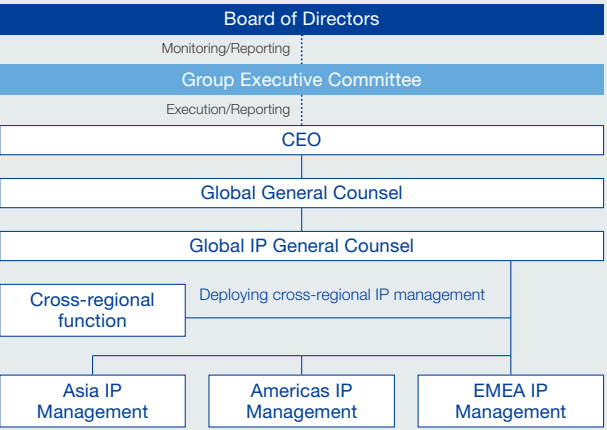 Board of Directors
Monitoring/Reporting
Group Executive Committee
Execution/Reporting
CEO
Global General Counsel
Global IP General Counsel
Cross-regional
function
Deploying cross-regional IP management
Asia IP
Management
Americas IP
Management
EMEA IP
Management